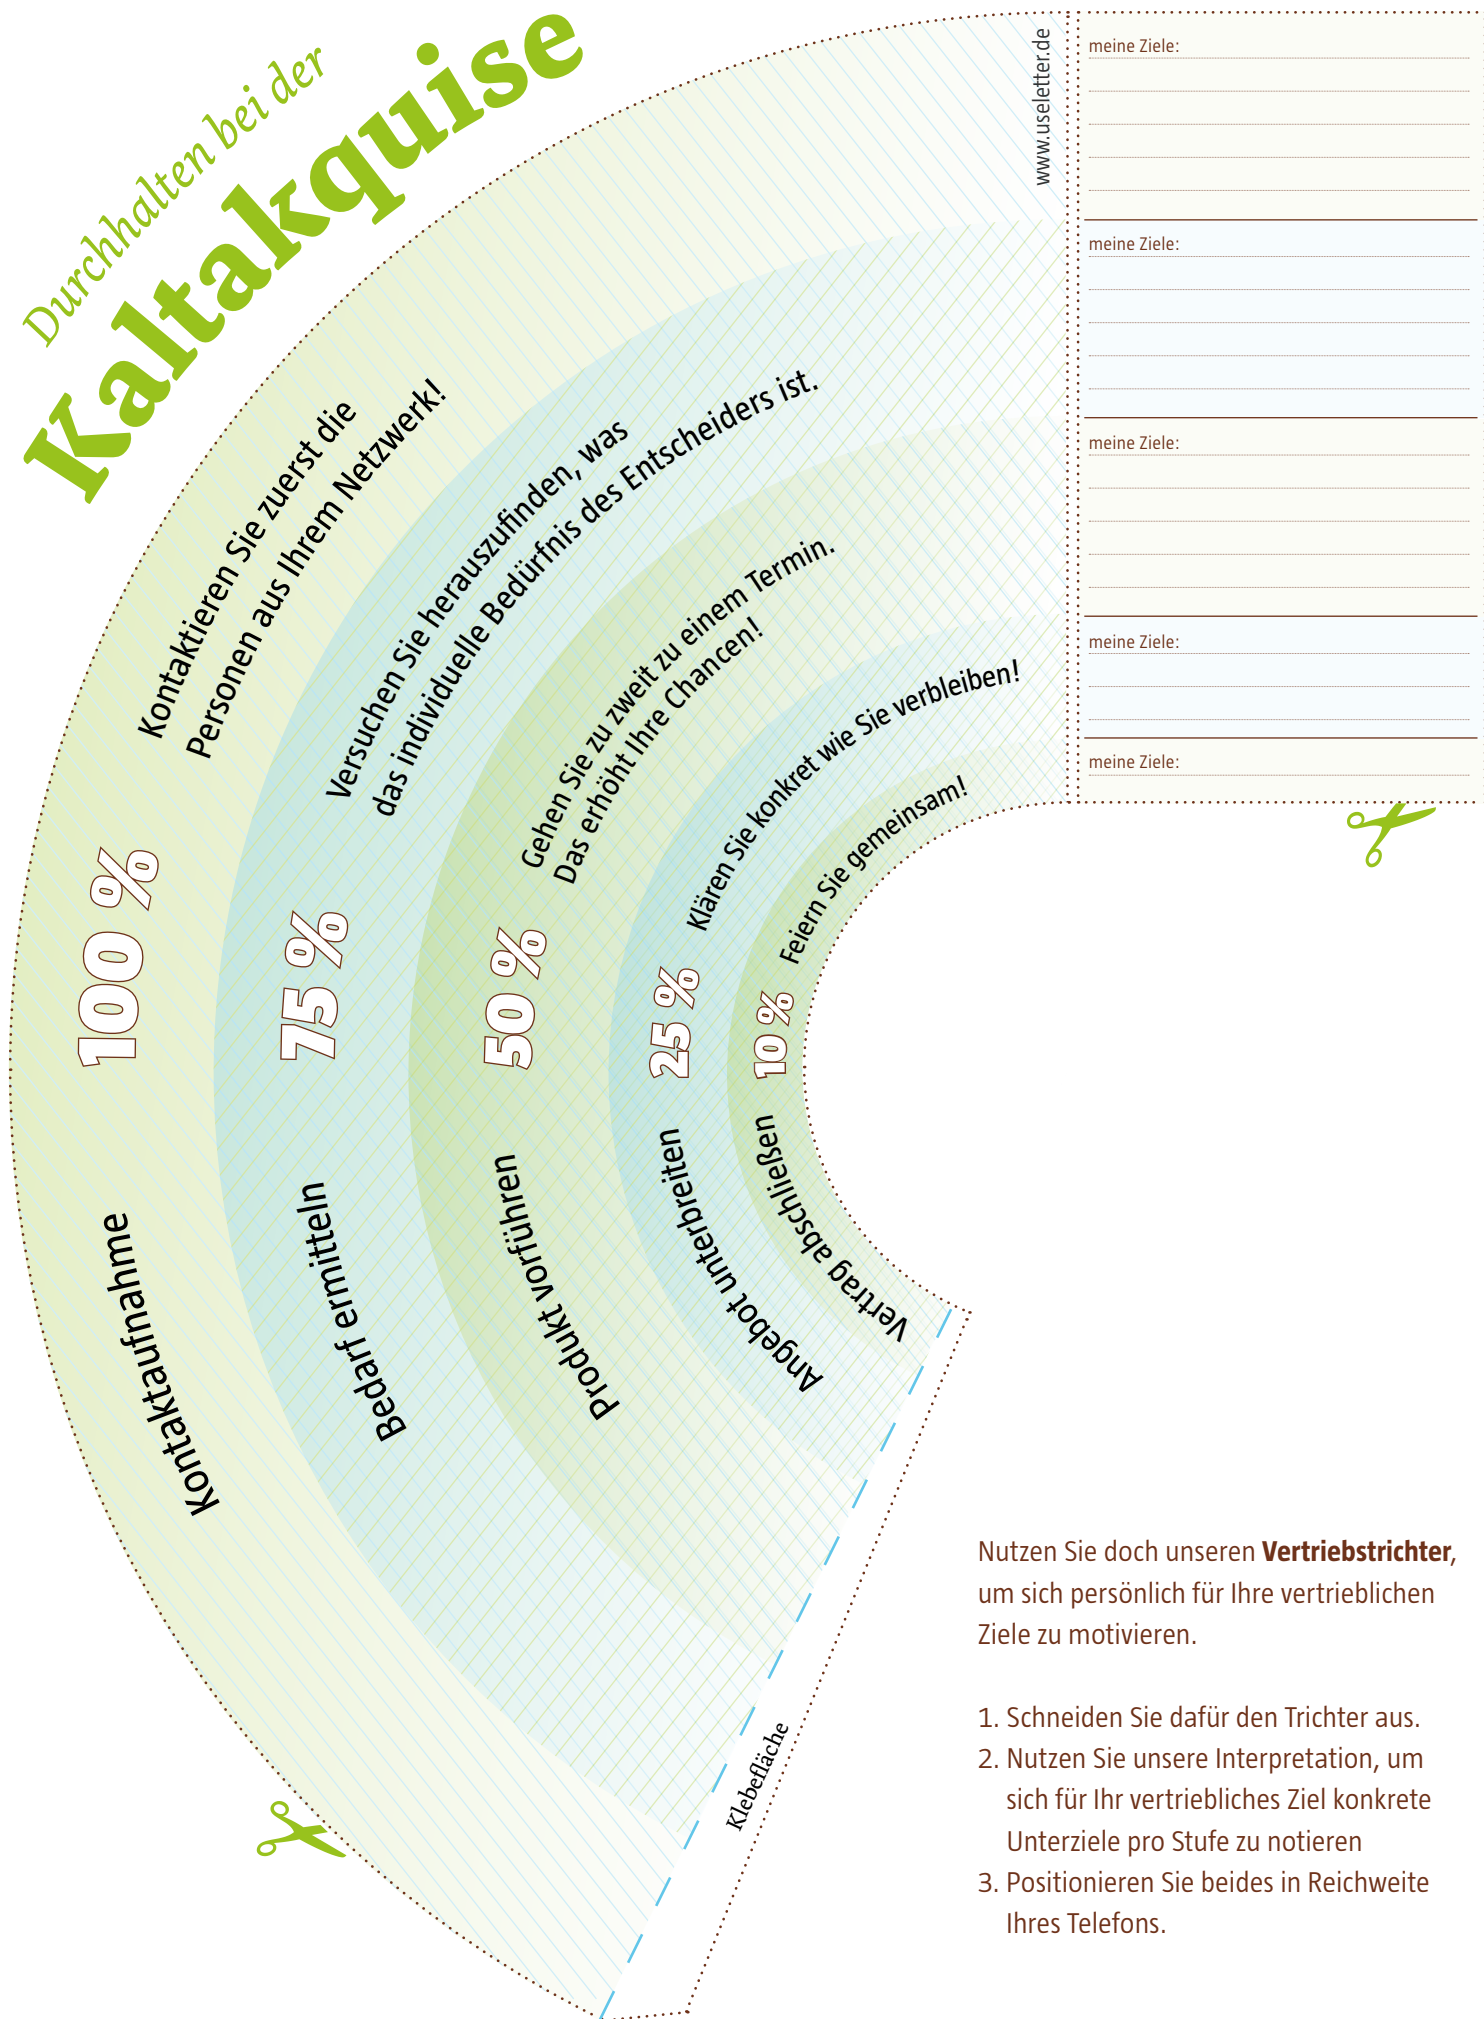 Durchhalten bei der
Kaltakquise
www.useletter.de
meine Ziele:
meine Ziele:
meine Ziele:
meine Ziele:
meine Ziele:
Kontaktaufnahme
100 %
Kontaktieren Sie zuerst die
Personen aus Ihrem Netzwerk!
Bedarf ermitteln
75 %
Versuchen Sie herauszufinden, was
das individuelle Bedürfnis des Entscheiders ist.
Produkt vorführen
50 %
Gehen Sie zu zweit zu einem Termin.
Das erhöht Ihre Chancen!
Angebot unterbreiten
25 %
Klären Sie konkret wie Sie verbleiben!
Vertrag abschließen
10 %
Feiern Sie gemeinsam!
Klebefläche
Nutzen Sie doch unseren Vertriebstrichter,
um sich persönlich für Ihre vertrieblichen
Ziele zu motivieren.
1. Schneiden Sie dafür den Trichter aus.
2. Nutzen Sie unsere Interpretation, um
sich für Ihr vertriebliches Ziel konkrete
Unterziele pro Stufe zu notieren
3. Positionieren Sie beides in Reichweite
Ihres Telefons.